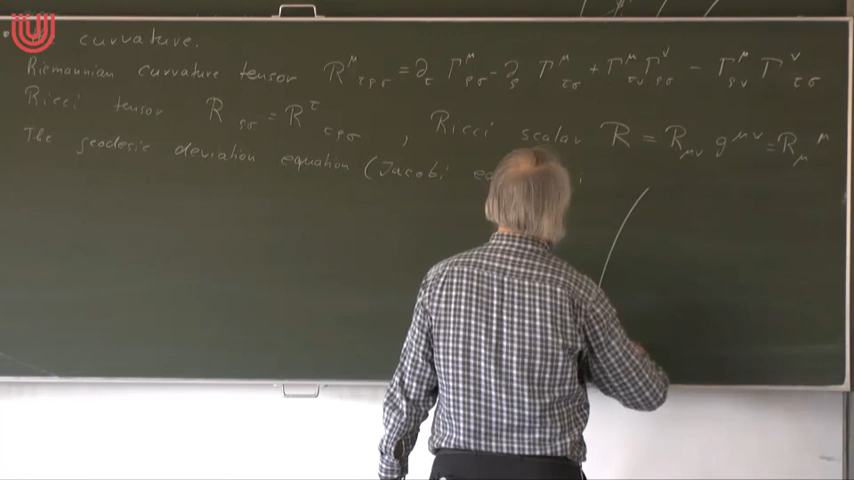 curvature.
Riemannian curvature tensor R^μ_τρσ = ∂_τ Γ^μ_ρσ - ∂_ρ Γ^μ_τσ + Γ^μ_τν Γ^ν_ρσ - Γ^μ_ρν Γ^ν_τσ
Ricci tensor R_ρσ = R^τ_τρσ , Ricci scalar R = R_μν g^μν = R_μ^μ
The geodesic deviation equation (Jacobi